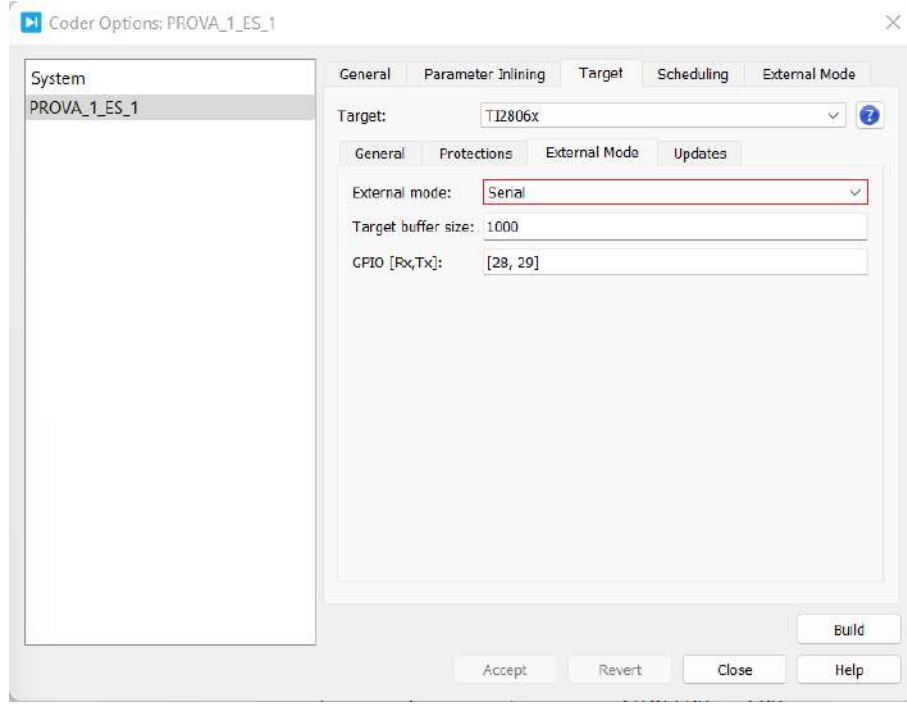 Coder Options: PROVA_1_ES_1
System
PROVA_1_ES_1
General Parameter Inlining Target Scheduling External Mode
Target: TI2806x
General Protections External Mode Updates
External mode: Serial
Target buffer size: 1000
GPIO [Rx,Tx]: [28, 29]
Build
Accept Revert Close Help